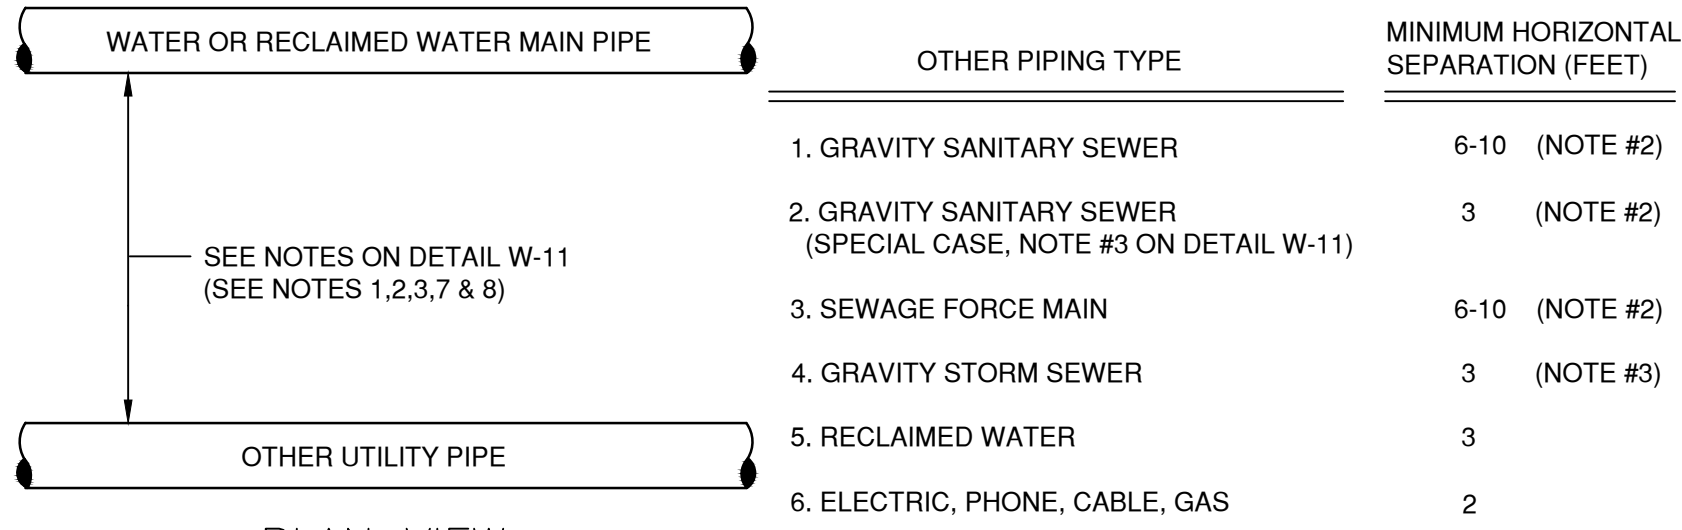 WATER OR RECLAIMED WATER MAIN PIPE
SEE NOTES ON DETAIL W-11
(SEE NOTES 1,2,3,7 & 8)
OTHER UTILITY PIPE
PLAN VIEW
OTHER PIPING TYPE
MINIMUM HORIZONTAL
SEPARATION (FEET)
1. GRAVITY SANITARY SEWER 6-10 (NOTE #2)
2. GRAVITY SANITARY SEWER 3 (NOTE #2)
(SPECIAL CASE, NOTE #3 ON DETAIL W-11)
3. SEWAGE FORCE MAIN 6-10 (NOTE #2)
4. GRAVITY STORM SEWER 3 (NOTE #3)
5. RECLAIMED WATER 3
6. ELECTRIC, PHONE, CABLE, GAS 2